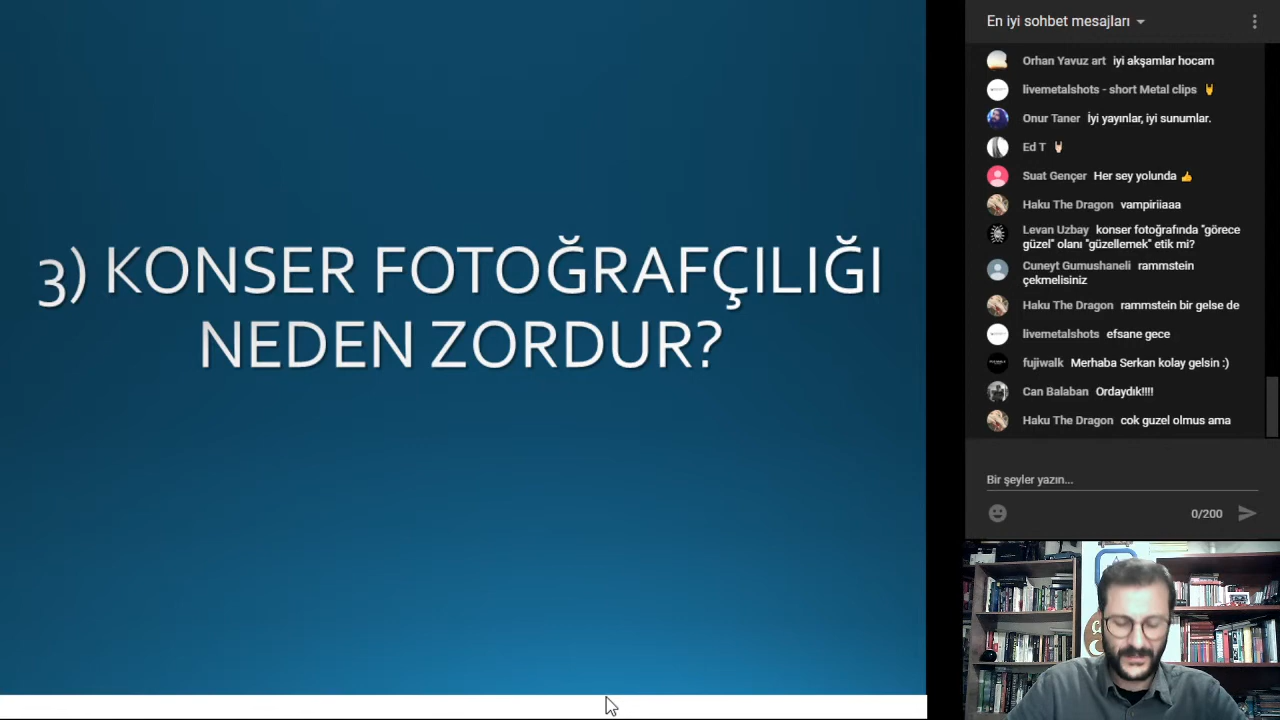 3) KONSER FOTOĞRAFÇILIĞI
NEDEN ZORDUR?
En iyi sohbet mesajları
Orhan Yavuz art iyi akşamlar hocam
livemetalshots - short Metal clips 🤘
Onur Taner İyi yayınlar, iyi sunumlar.
Ed T 🤘🏻
Suat Gençer Her sey yolunda 👍
Haku The Dragon vampiriiaaa
Levan Uzbay konser fotoğrafında "görece
güzel" olanı "güzellemek" etik mi?
Cuneyt Gumushaneli rammstein
çekmelisiniz
Haku The Dragon rammstein bir gelse de
livemetalshots efsane gece
fujiwalk Merhaba Serkan kolay gelsin :)
Can Balaban Ordaydık!!!!
Haku The Dragon cok guzel olmus ama
Bir şeyler yazın...
0/200